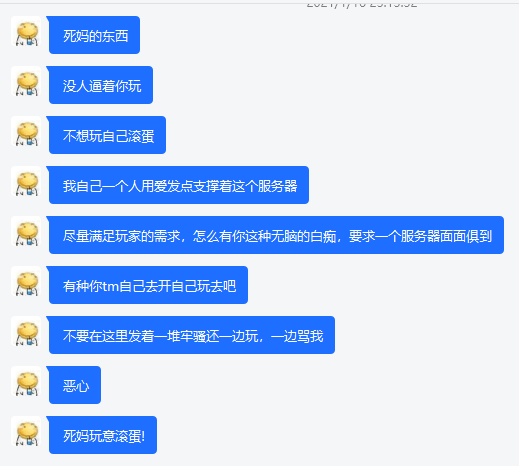 死妈的东西
没人逼着你玩
不想玩自己滚蛋
我自己一个人用爱发点支撑着这个服务器
尽量满足玩家的需求，怎么有你这种无脑的白痴，要求一个服务器面面俱到
有种你tm自己去开自己玩去吧
不要在这里发着一堆牢骚还一边玩，一边骂我
恶心
死妈玩意滚蛋!